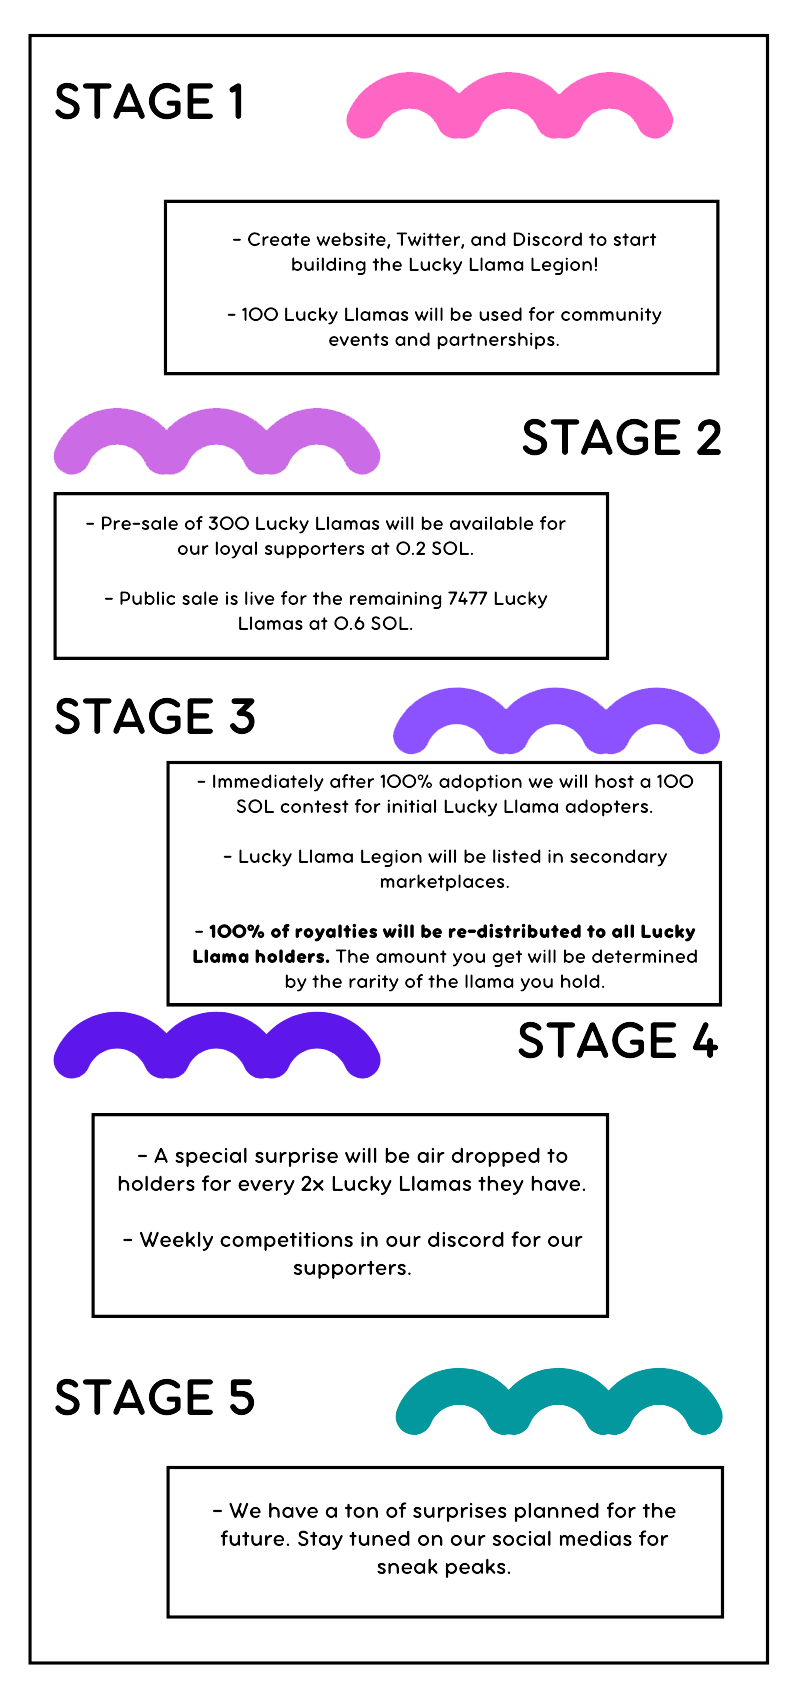 STAGE 1
- Create website, Twitter, and Discord to start
building the Lucky Llama Legion!
- 100 Lucky Llamas will be used for community
events and partnerships.
STAGE 2
- Pre-sale of 300 Lucky Llamas will be available for
our loyal supporters at 0.2 SOL.
- Public sale is live for the remaining 7477 Lucky
Llamas at 0.6 SOL.
STAGE 3
- Immediately after 100% adoption we will host a 100
SOL contest for initial Lucky Llama adopters.
- Lucky Llama Legion will be listed in secondary
marketplaces.
- 100% of royalties will be re-distributed to all Lucky
Llama holders. The amount you get will be determined
by the rarity of the llama you hold.
STAGE 4
- A special surprise will be air dropped to
holders for every 2x Lucky Llamas they have.
- Weekly competitions in our discord for our
supporters.
STAGE 5
- We have a ton of surprises planned for the
future. Stay tuned on our social medias for
sneak peaks.